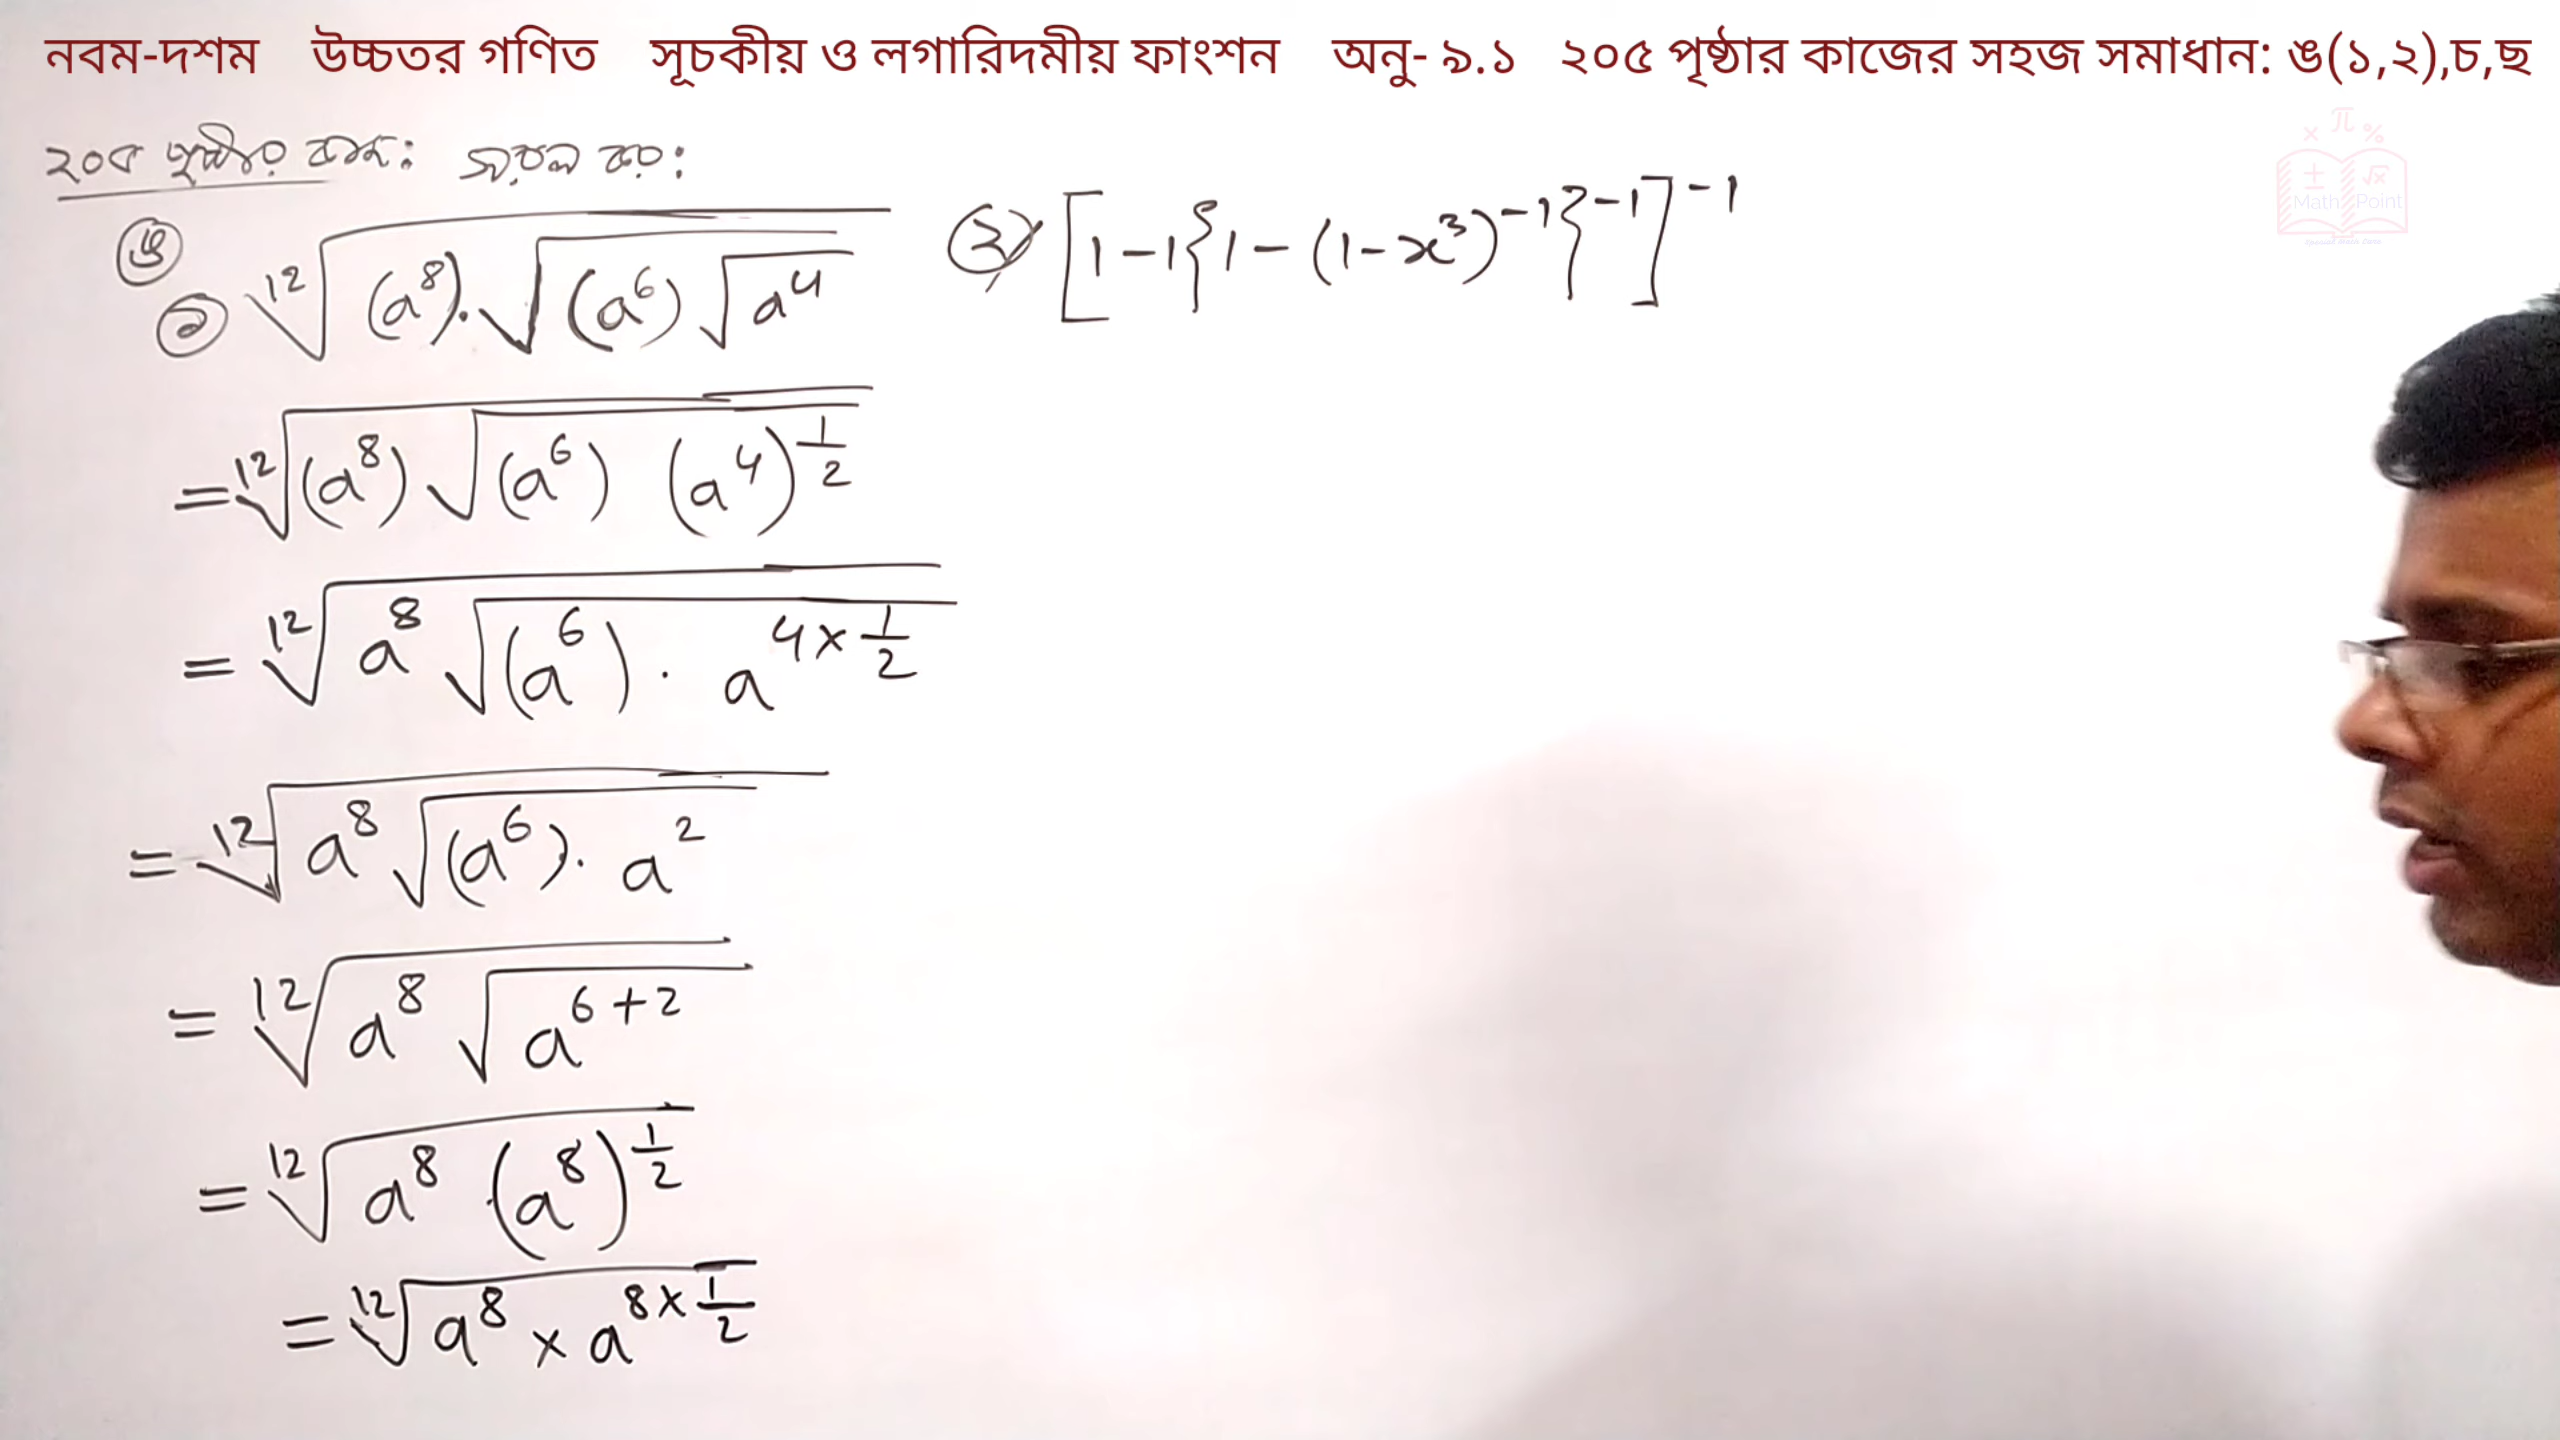 নবম-দশম উচ্চতর গণিত সূচকীয় ও লগারিদমীয় ফাংশন অনু- ৯.১ ২০৫ পৃষ্ঠার কাজের সহজ সমাধান: ঙ(১,২),চ,ছ
২০৫ পৃষ্ঠার কাজ: সরল কর:
ঙ
১ ¹²√((a⁸)·√((a⁶)√(a⁴)))
= ¹²√((a⁸)√((a⁶) (a⁴)^(1/2)))
= ¹²√(a⁸√((a⁶)· a^(4×1/2)))
= ¹²√(a⁸√((a⁶)· a²))
= ¹²√(a⁸√(a^(6+2)))
= ¹²√(a⁸ (a⁸)^(1/2))
= ¹²√(a⁸ × a^(8×1/2))
২ [1-1{1-(1-x³)⁻¹}⁻¹]⁻¹
Math Point